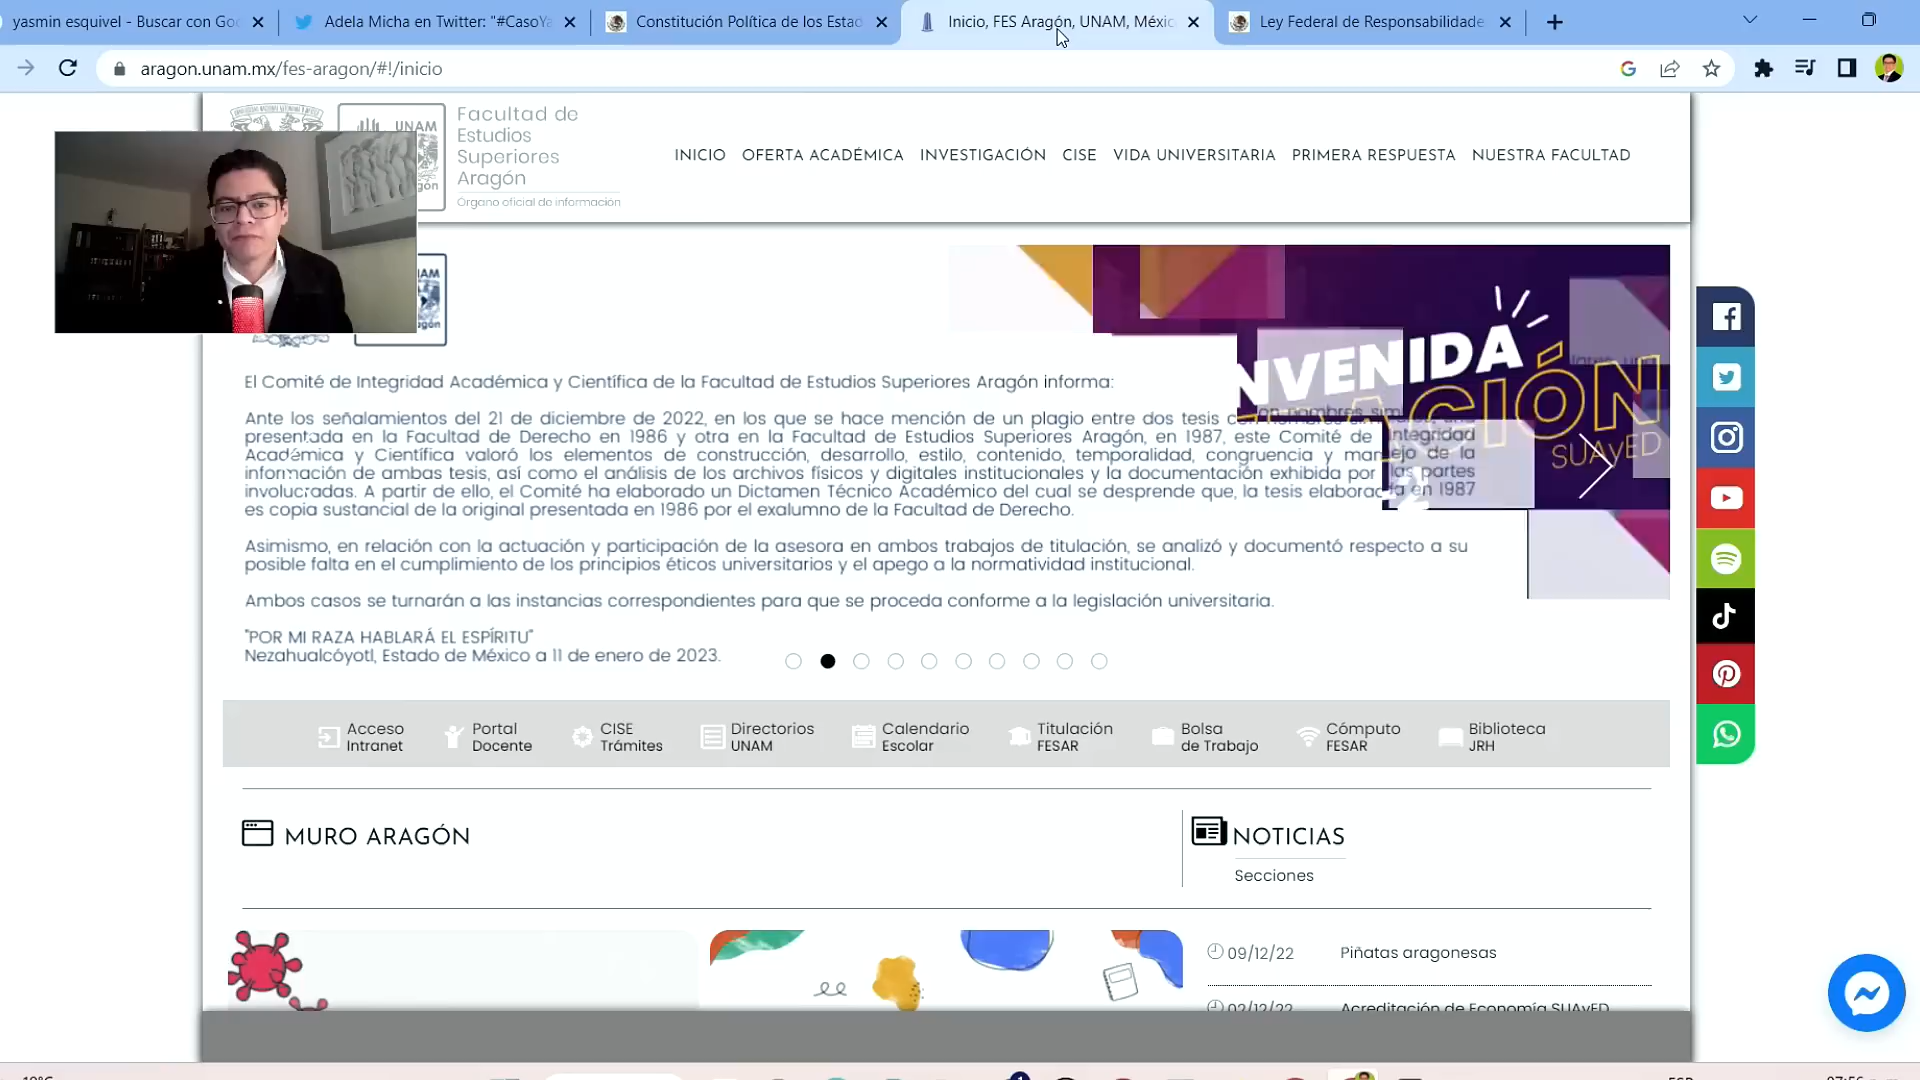 yasmin esquivel - Buscar con Goo
Adela Micha en Twitter: "#CasoYa
Constitución Política de los Estad
Inicio, FES Aragón, UNAM, Méxic
Ley Federal de Responsabilidade
aragon.unam.mx/fes-aragon/#!/inicio
UNAM
Facultad de
Estudios
Superiores
Aragón
Órgano oficial de información
INICIO OFERTA ACADÉMICA INVESTIGACIÓN CISE VIDA UNIVERSITARIA PRIMERA RESPUESTA NUESTRA FACULTAD
El Comité de Integridad Académica y Científica de la Facultad de Estudios Superiores Aragón informa:
Ante los señalamientos del 21 de diciembre de 2022, en los que se hace mención de un plagio entre dos tesis con nombres
presentada en la Facultad de Derecho en 1986 y otra en la Facultad de Estudios Superiores Aragón, en 1987, este Comité de Integridad
Académica y Científica valoró los elementos de construcción, desarrollo, estilo, contenido, temporalidad, congruencia y manejo de la
información de ambas tesis, así como el análisis de los archivos físicos y digitales institucionales y la documentación exhibida por las partes
involucradas. A partir de ello, el Comité ha elaborado un Dictamen Técnico Académico del cual se desprende que, la tesis elaborada en 1987
es copia sustancial de la original presentada en 1986 por el exalumno de la Facultad de Derecho.
Asimismo, en relación con la actuación y participación de la asesora en ambos trabajos de titulación, se analizó y documentó respecto a su
posible falta en el cumplimiento de los principios éticos universitarios y el apego a la normatividad institucional.
Ambos casos se turnarán a las instancias correspondientes para que se proceda conforme a la legislación universitaria.
"POR MI RAZA HABLARÁ EL ESPÍRITU"
Nezahualcóyotl, Estado de México a 11 de enero de 2023.
NVENIDA
ACIÓN
SUAyED
Acceso
Intranet
Portal
Docente
CISE
Trámites
Directorios
UNAM
Calendario
Escolar
Titulación
FESAR
Bolsa
de Trabajo
Cómputo
FESAR
Biblioteca
JRH
MURO ARAGÓN
NOTICIAS
Secciones
09/12/22 Piñatas aragonesas
02/12/22 Acreditación de Economía SUAyED